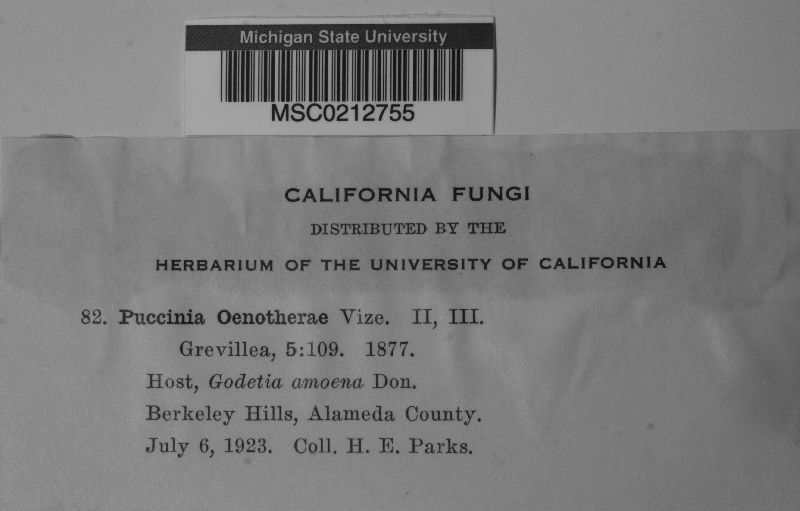 Michigan State University
MSC0212755
CALIFORNIA FUNGI
DISTRIBUTED BY THE
HERBARIUM OF THE UNIVERSITY OF CALIFORNIA
82. Puccinia Oenotherae Vize. II, III.
Grevillea, 5:109. 1877.
Host, Godetia amoena Don.
Berkeley Hills, Alameda County.
July 6, 1923. Coll. H. E. Parks.